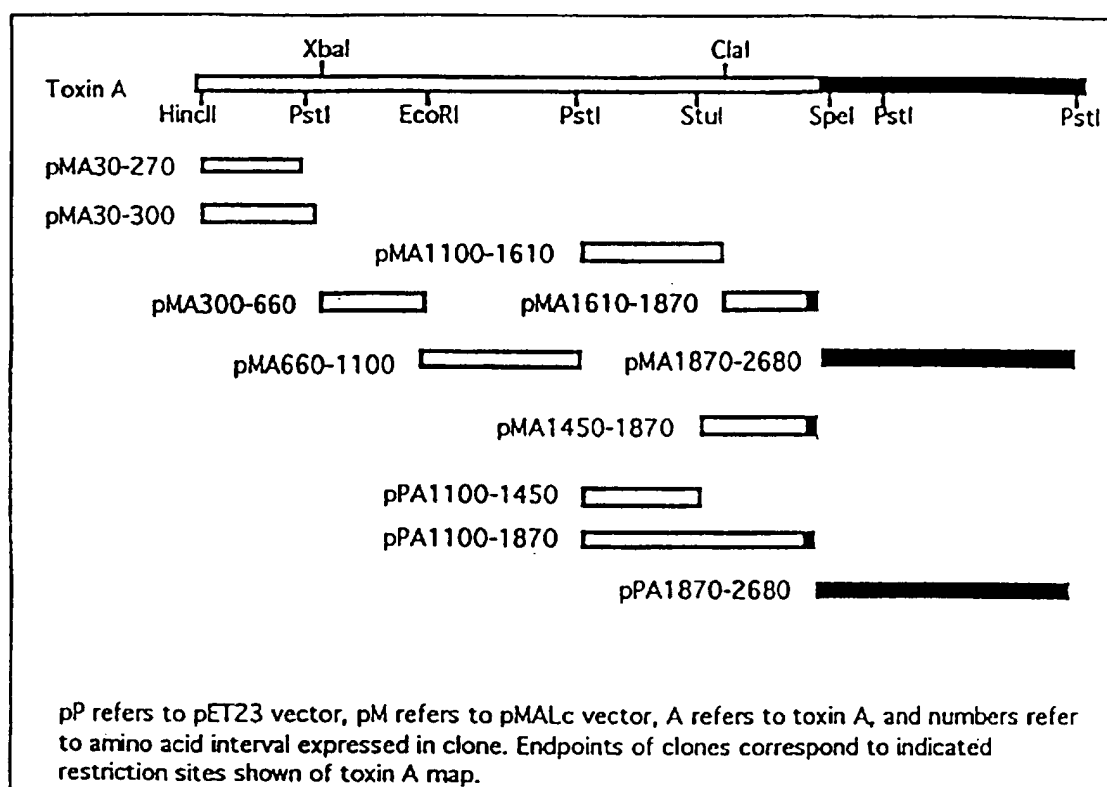 XbaI ClaI
Toxin A
HincII PstI EcoRI PstI StuI SpeI PstI PstI
pMA30-270
pMA30-300
pMA1100-1610
pMA300-660 pMA1610-1870
pMA660-1100 pMA1870-2680
pMA1450-1870
pPA1100-1450
pPA1100-1870
pPA1870-2680
pP refers to pET23 vector, pM refers to pMALc vector, A refers to toxin A, and numbers refer
to amino acid interval expressed in clone. Endpoints of clones correspond to indicated
restriction sites shown of toxin A map.